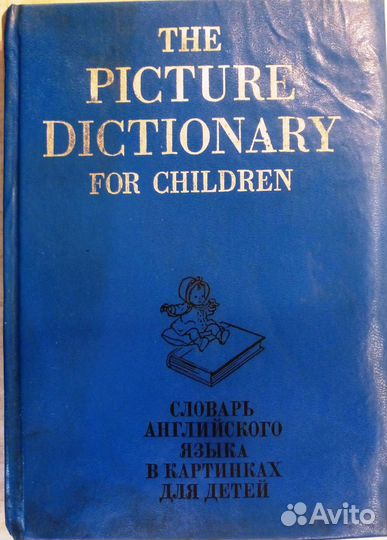 THE
PICTURE
DICTIONARY
FOR CHILDREN
СЛОВАРЬ
АНГЛИЙСКОГО
ЯЗЫКА
В КАРТИНКАХ
ДЛЯ ДЕТЕЙ
Avito